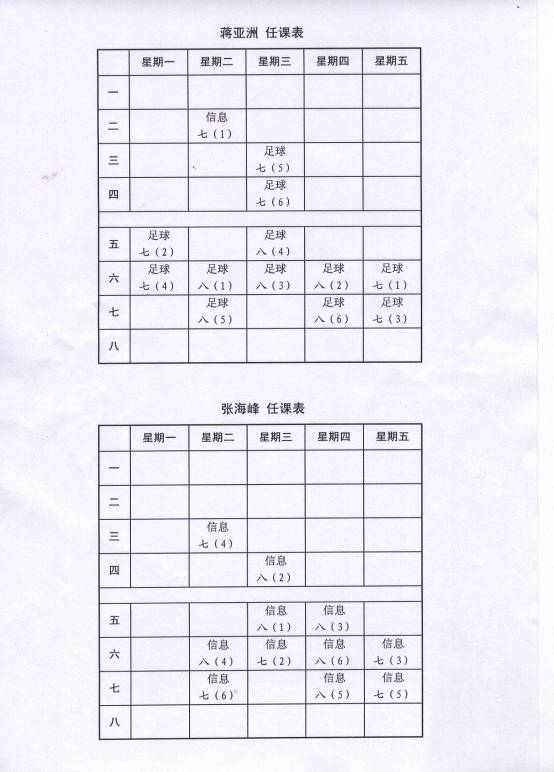 蒋亚洲 任课表
星期一 星期二 星期三 星期四 星期五
一
二 信息 七（1）
三 足球 七（5）
四 足球 七（6）
五 足球 七（2） 足球 八（4）
六 足球 七（4） 足球 八（1） 足球 八（3） 足球 八（2） 足球 七（1）
七 足球 八（5） 足球 八（6） 足球 七（3）
八
张海峰 任课表
星期一 星期二 星期三 星期四 星期五
一
二
三 信息 七（4）
四 信息 八（2）
五 信息 八（1） 信息 八（3）
六 信息 八（4） 信息 七（2） 信息 八（6） 信息 七（3）
七 信息 七（6） 信息 八（5） 信息 七（5）
八